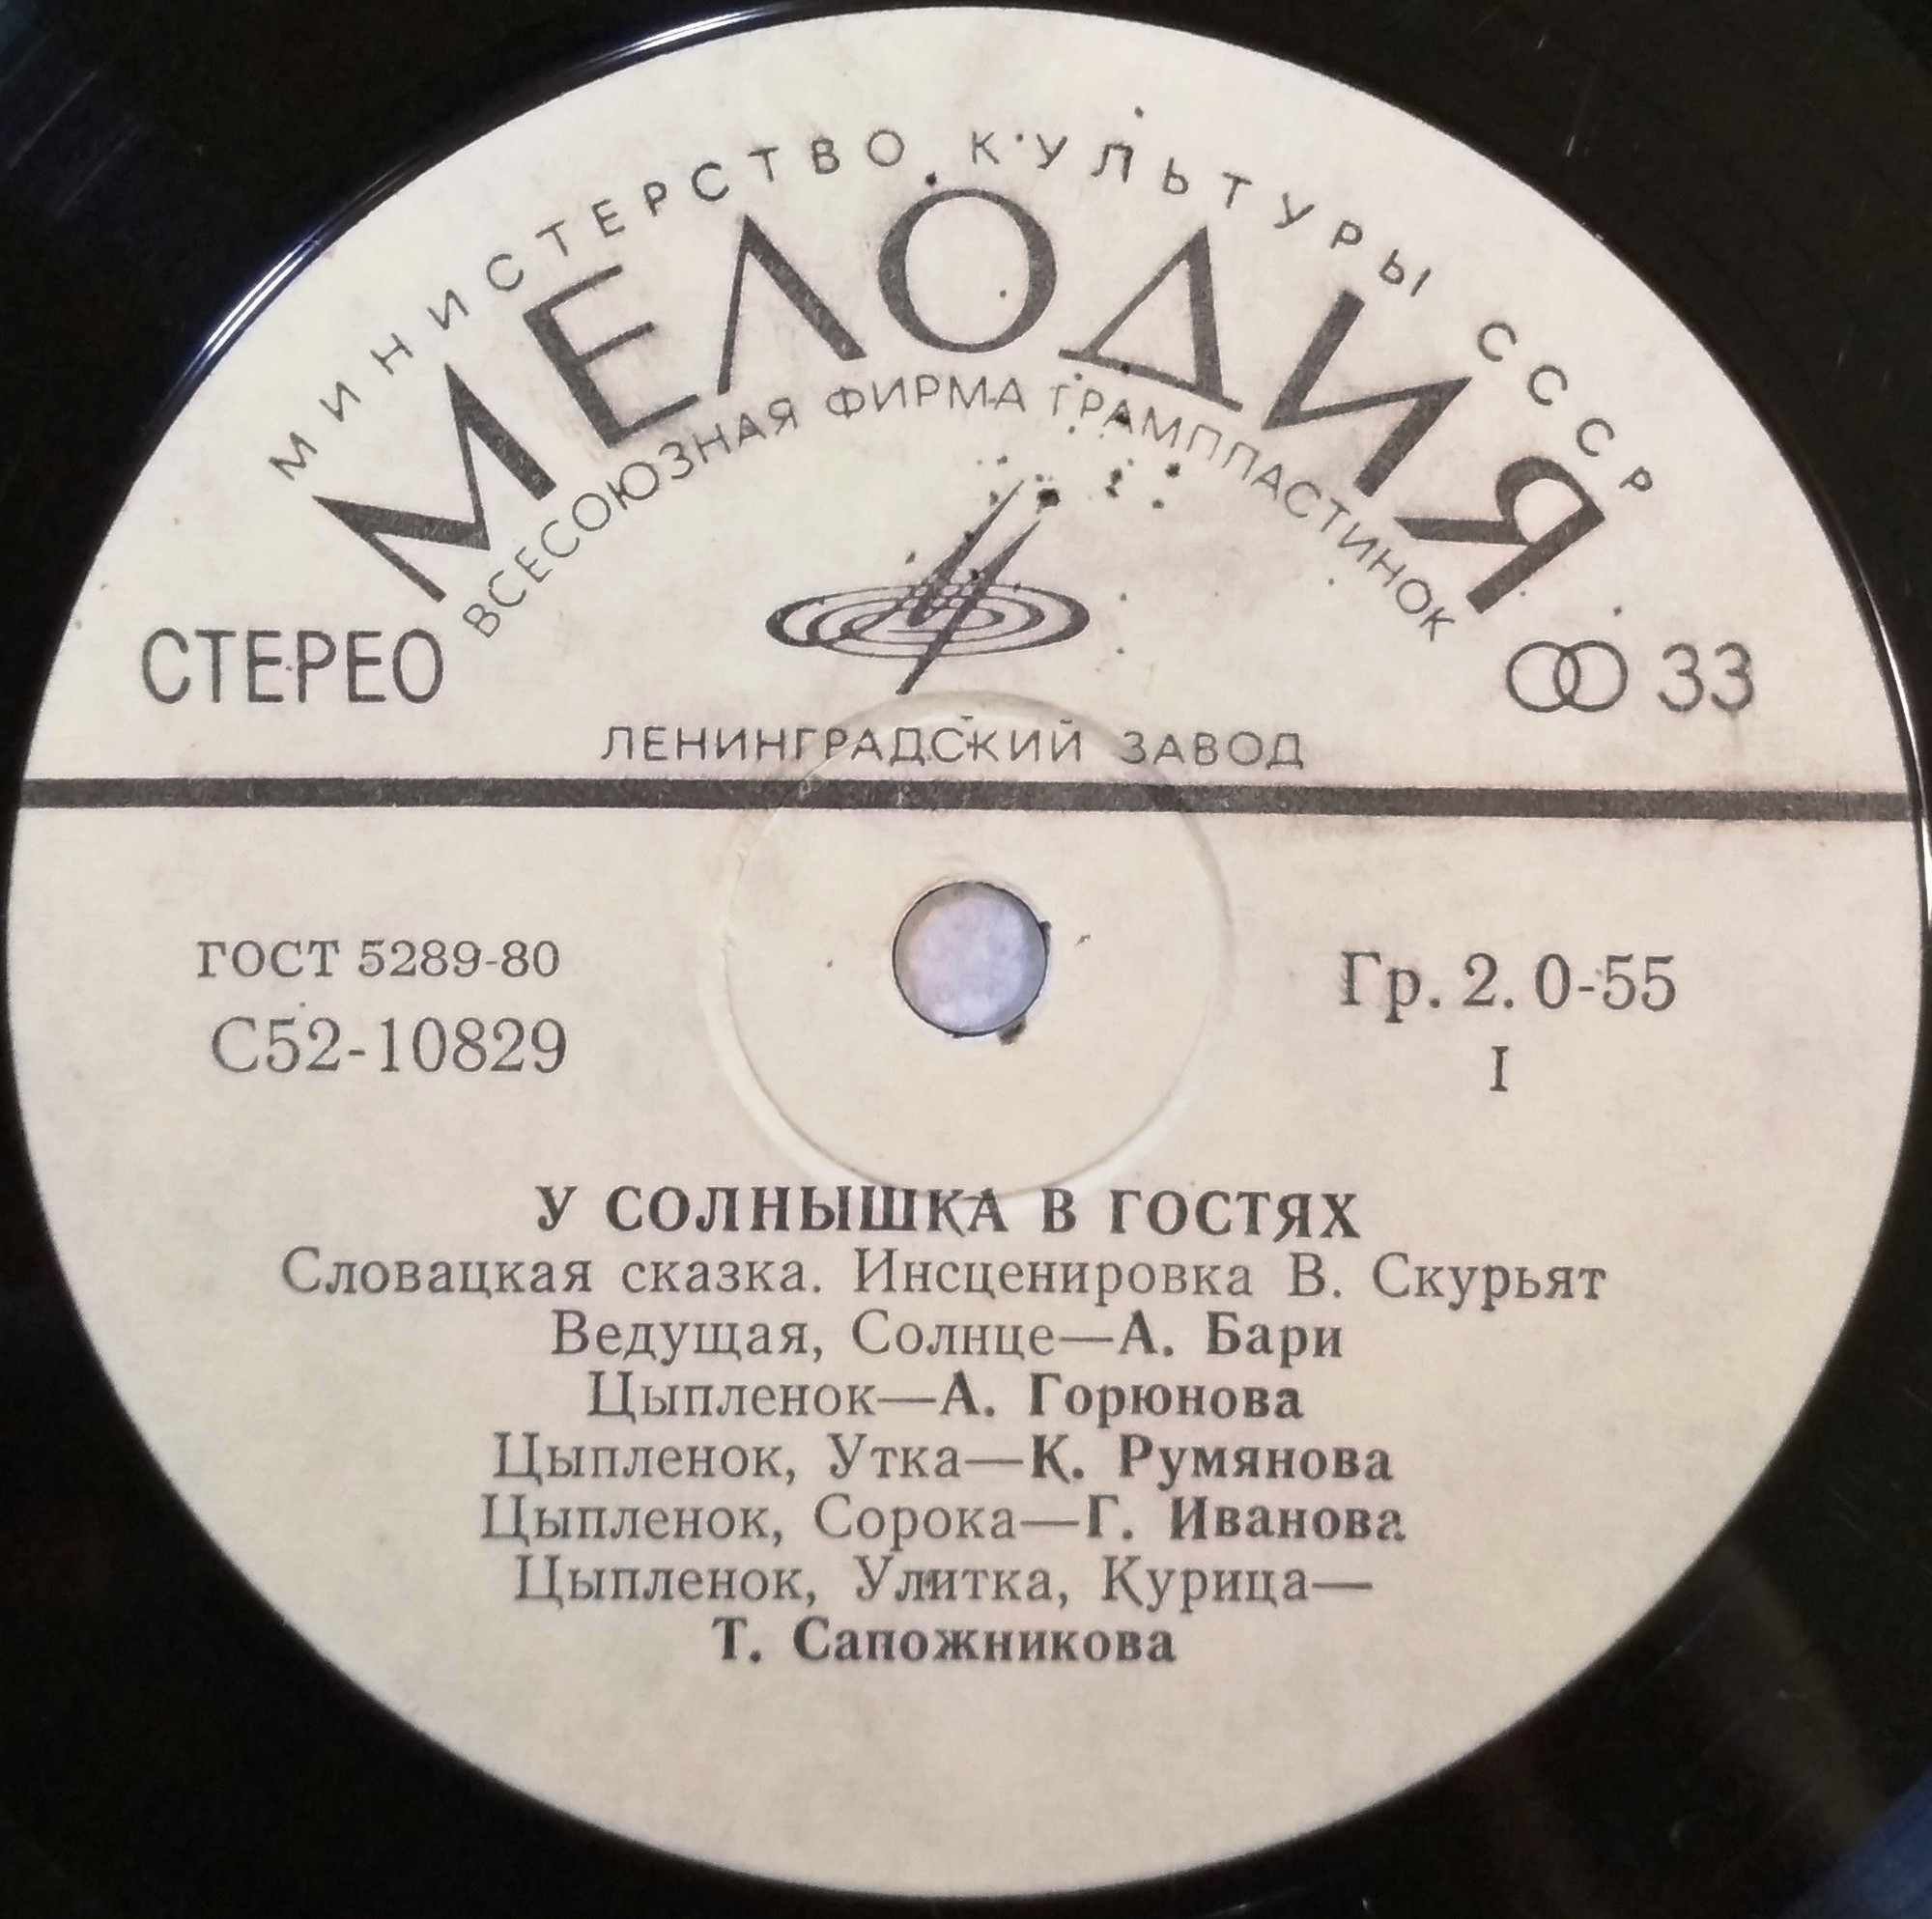 МИНИСТЕРСТВО КУЛЬТУРЫ СССР
МЕЛОДИЯ
ВСЕСОЮЗНАЯ ФИРМА ГРАМПЛАСТИНОК
СТЕРЕО
33
ЛЕНИНГРАДСКИЙ ЗАВОД
ГОСТ 5289-80
С52-10829
Гр. 2. 0-55
I
У СОЛНЫШКА В ГОСТЯХ
Словацкая сказка. Инсценировка В. Скурьят
Ведущая, Солнце—А. Бари
Цыпленок—А. Горюнова
Цыпленок, Утка—К. Румянова
Цыпленок, Сорока—Г. Иванова
Цыпленок, Улитка, Курица—
Т. Сапожникова